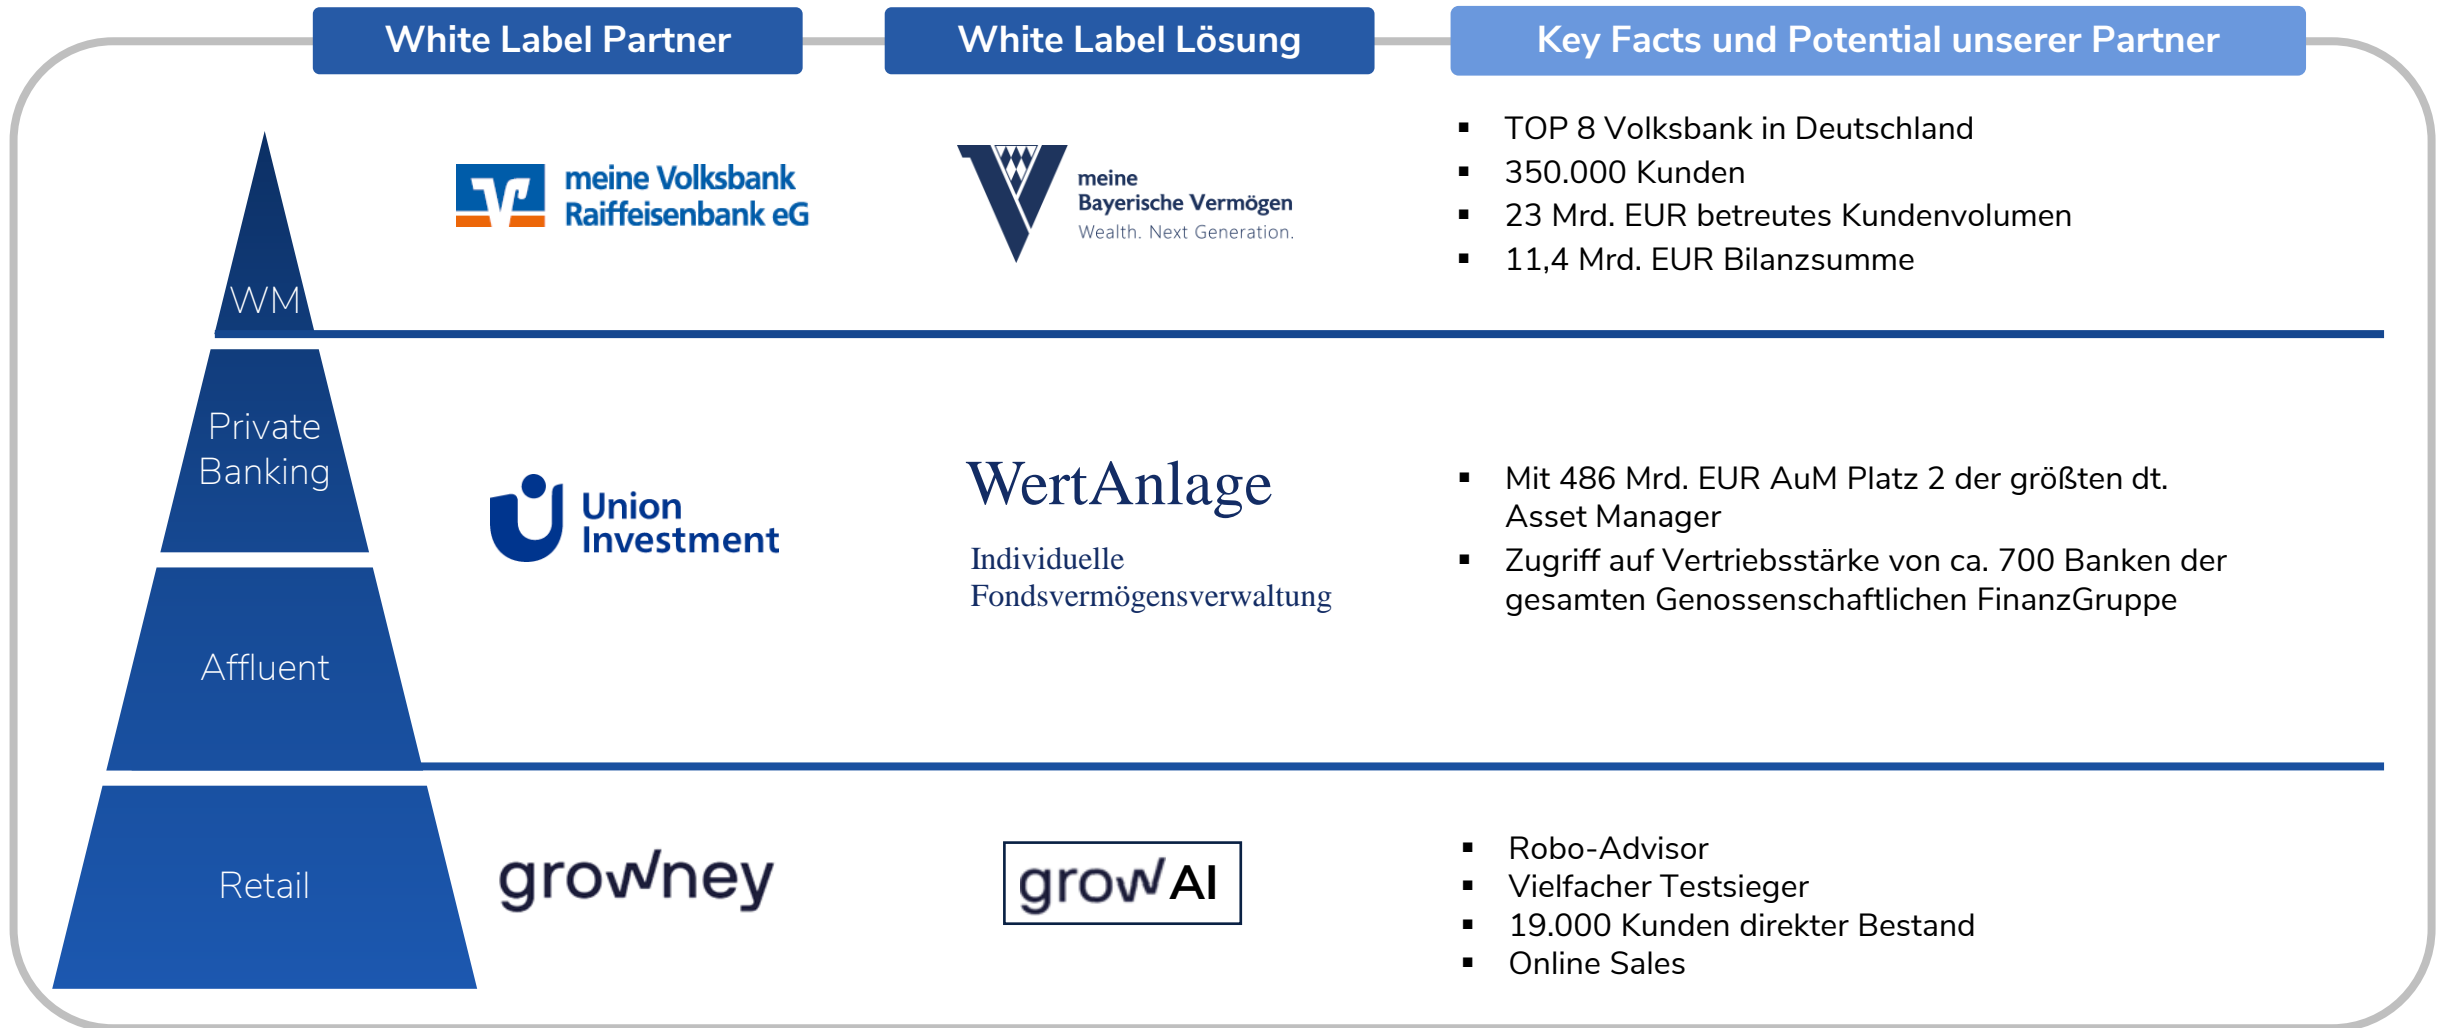 White Label Partner
White Label Lösung
Key Facts und Potential unserer Partner
WM
meine Volksbank
Raiffeisenbank eG
meine
Bayerische Vermögen
Wealth. Next Generation.
▪ TOP 8 Volksbank in Deutschland
▪ 350.000 Kunden
▪ 23 Mrd. EUR betreutes Kundenvolumen
▪ 11,4 Mrd. EUR Bilanzsumme
Private
Banking
Affluent
Union
Investment
WertAnlage
Individuelle
Fondsvermögensverwaltung
▪ Mit 486 Mrd. EUR AuM Platz 2 der größten dt.
Asset Manager
▪ Zugriff auf Vertriebsstärke von ca. 700 Banken der
gesamten Genossenschaftlichen FinanzGruppe
Retail
growney
grow AI
▪ Robo-Advisor
▪ Vielfacher Testsieger
▪ 19.000 Kunden direkter Bestand
▪ Online Sales